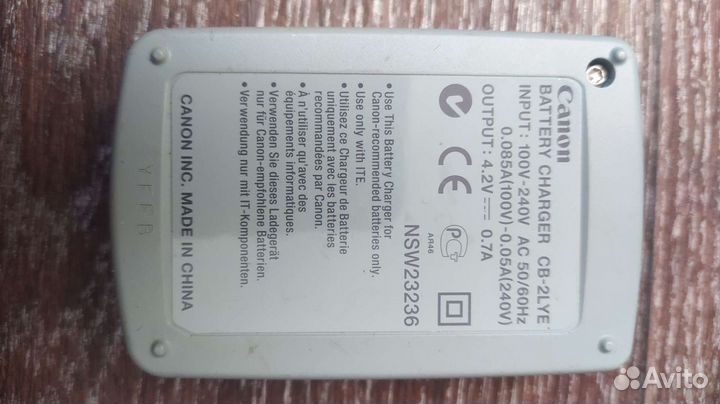 Canon
BATTERY CHARGER CB-2LYE
INPUT: 100V-240V AC 50/60Hz
0.085A(100V)-0.05A(240V)
OUTPUT: 4.2V⎓ 0.7A
CE
PC
AR46
NSW23236
• Use This Battery Charger for
Canon-recommended batteries only.
• Use only with ITE.
• Utilisez ce Chargeur de Batterie
uniquement avec les batteries
recommandées par Canon.
• À n'utiliser qu'avec des
équipements informatiques.
• Verwenden Sie dieses Ladegerät
nur für Canon-empfohlene Batterien.
• Verwendung nur mit IT-Komponenten.
CANON INC. MADE IN CHINA
YFFB
Avito